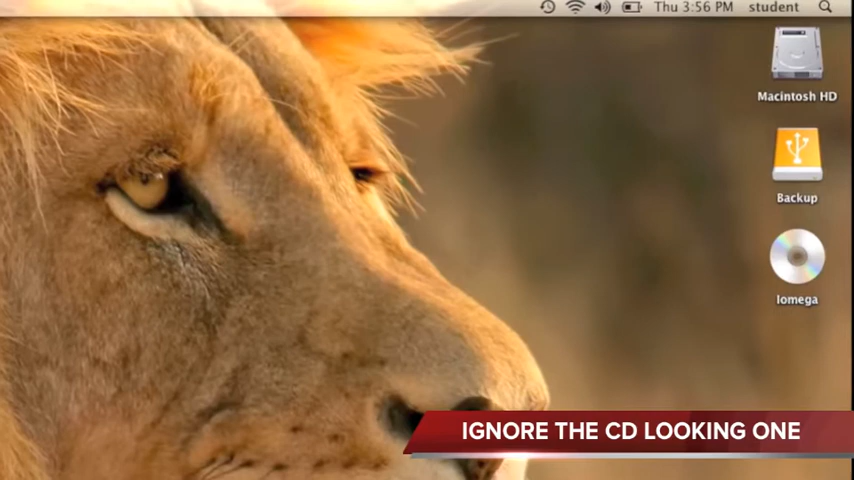 Thu 3:56 PM student
Macintosh HD
Backup
Iomega
IGNORE THE CD LOOKING ONE